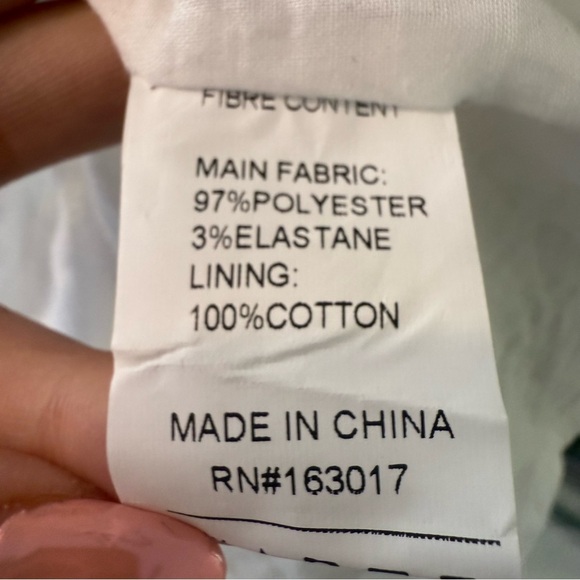 FIBRE CONTENT
MAIN FABRIC:
97%POLYESTER
3%ELASTANE
LINING:
100%COTTON
MADE IN CHINA
RN#163017